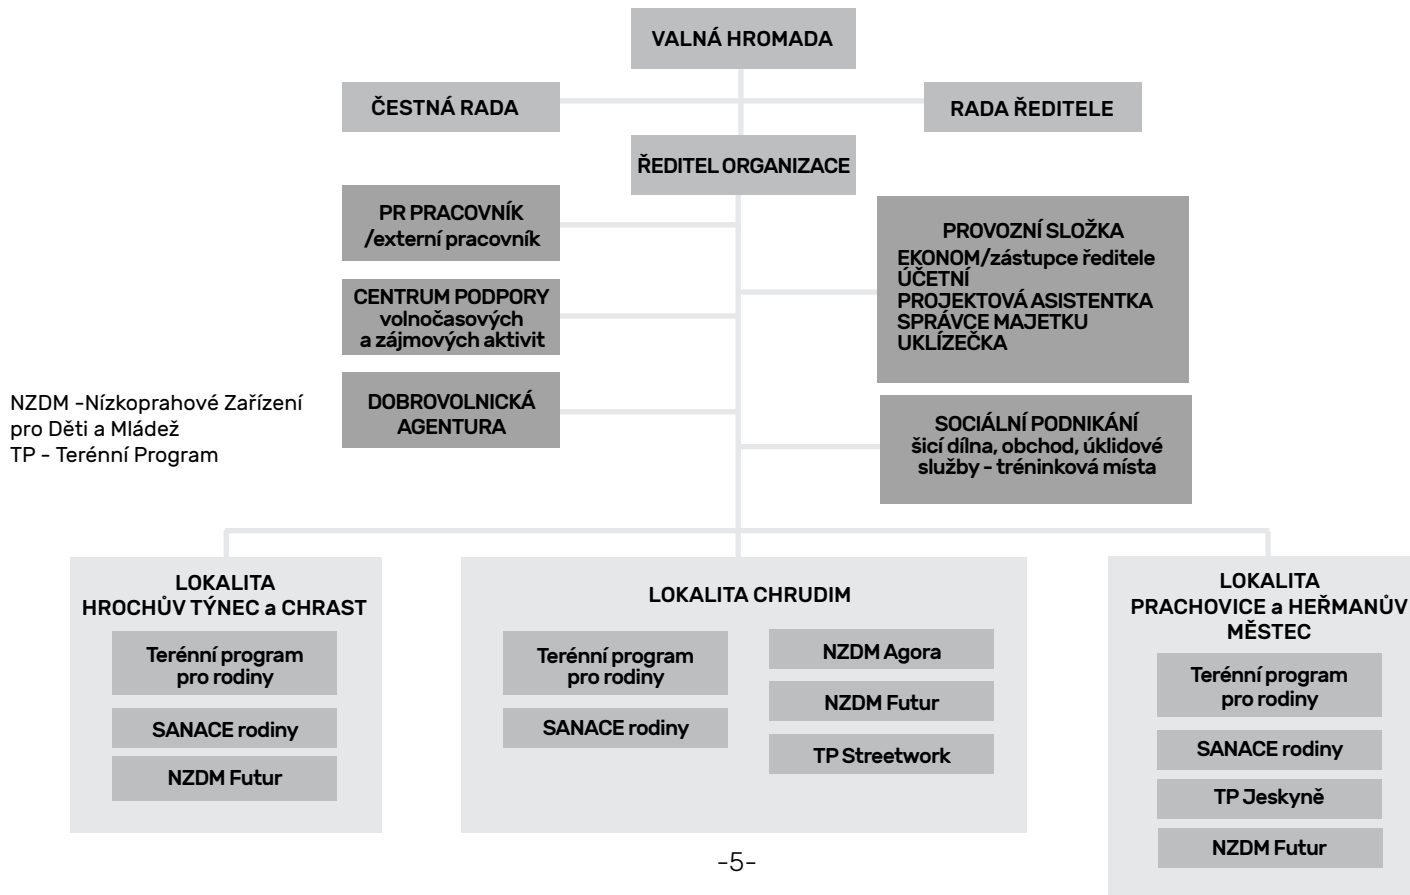 VALNÁ HROMADA
ČESTNÁ RADA
RADA ŘEDITELE
ŘEDITEL ORGANIZACE
PR PRACOVNÍK
/externí pracovník
CENTRUM PODPORY
volnočasových
a zájmových aktivit
DOBROVOLNICKÁ
AGENTURA
PROVOZNÍ SLOŽKA
EKONOM/zástupce ředitele
ÚČETNÍ
PROJEKTOVÁ ASISTENTKA
SPRÁVCE MAJETKU
UKLÍZEČKA
SOCIÁLNÍ PODNIKÁNÍ
šicí dílna, obchod, úklidové
služby - tréninková místa
NZDM -Nízkoprahové Zařízení
pro Děti a Mládež
TP - Terénní Program
LOKALITA
HROCHŮV TÝNEC a CHRAST
Terénní program
pro rodiny
SANACE rodiny
NZDM Futur
LOKALITA CHRUDIM
Terénní program
pro rodiny
SANACE rodiny
NZDM Agora
NZDM Futur
TP Streetwork
LOKALITA
PRACHOVICE a HEŘMANŮV
MĚSTEC
Terénní program
pro rodiny
SANACE rodiny
TP Jeskyně
NZDM Futur
-5-